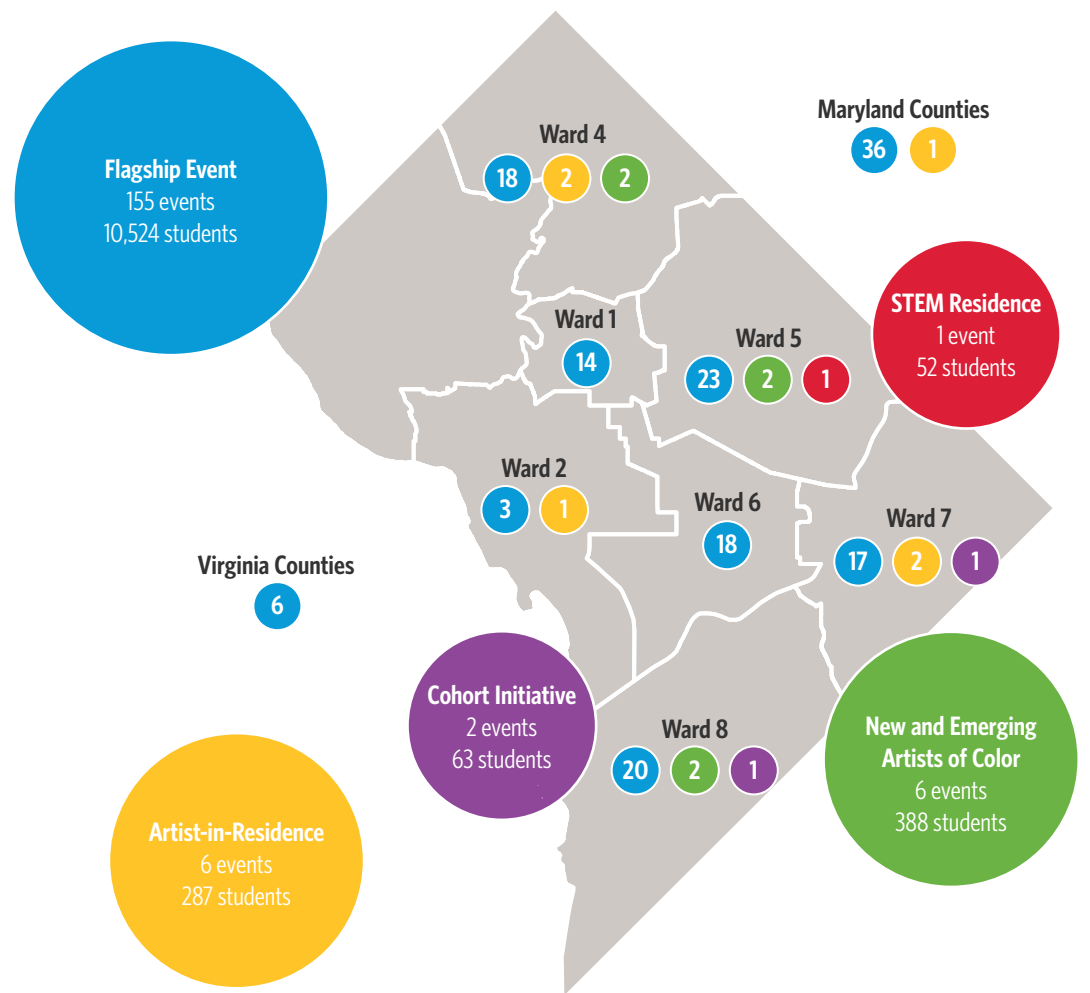 Flagship Event
155 events
10,524 students
Ward 4
18 2 2
Maryland Counties
36 1
STEM Residence
1 event
52 students
Ward 1
14
Ward 5
23 2 1
Ward 2
3 1
Ward 6
18
Ward 7
17 2 1
Virginia Counties
6
Cohort Initiative
2 events
63 students
Ward 8
20 2 1
New and Emerging
Artists of Color
6 events
388 students
Artist-in-Residence
6 events
287 students